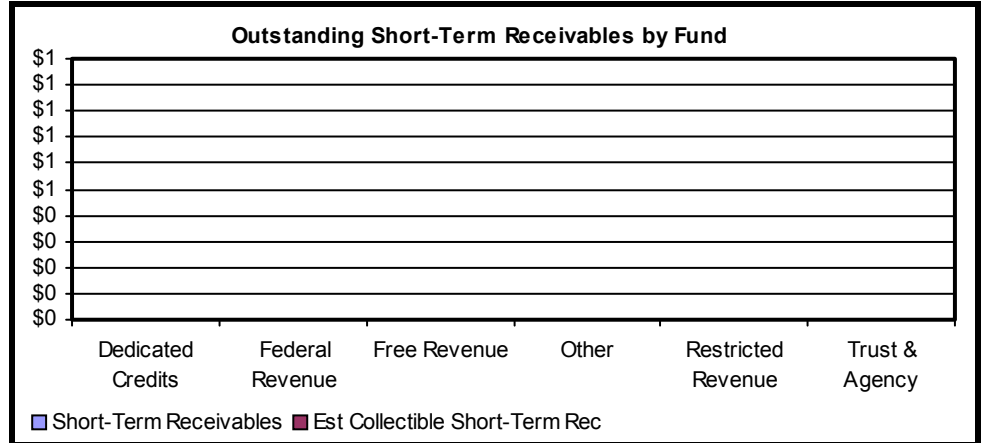 Outstanding Short-Term Receivables by Fund
$1
$1
$1
$1
$1
$1
$0
$0
$0
$0
$0
Dedicated Credits
Federal Revenue
Free Revenue
Other
Restricted Revenue
Trust & Agency
Short-Term Receivables
Est Collectible Short-Term Rec